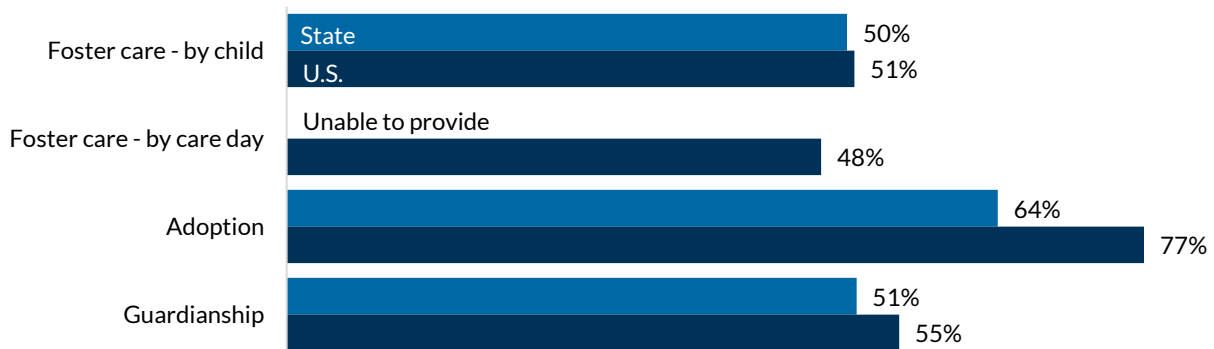 Foster care - by child
State
50%
U.S.
51%
Foster care - by care day
Unable to provide
48%
Adoption
64%
77%
Guardianship
51%
55%